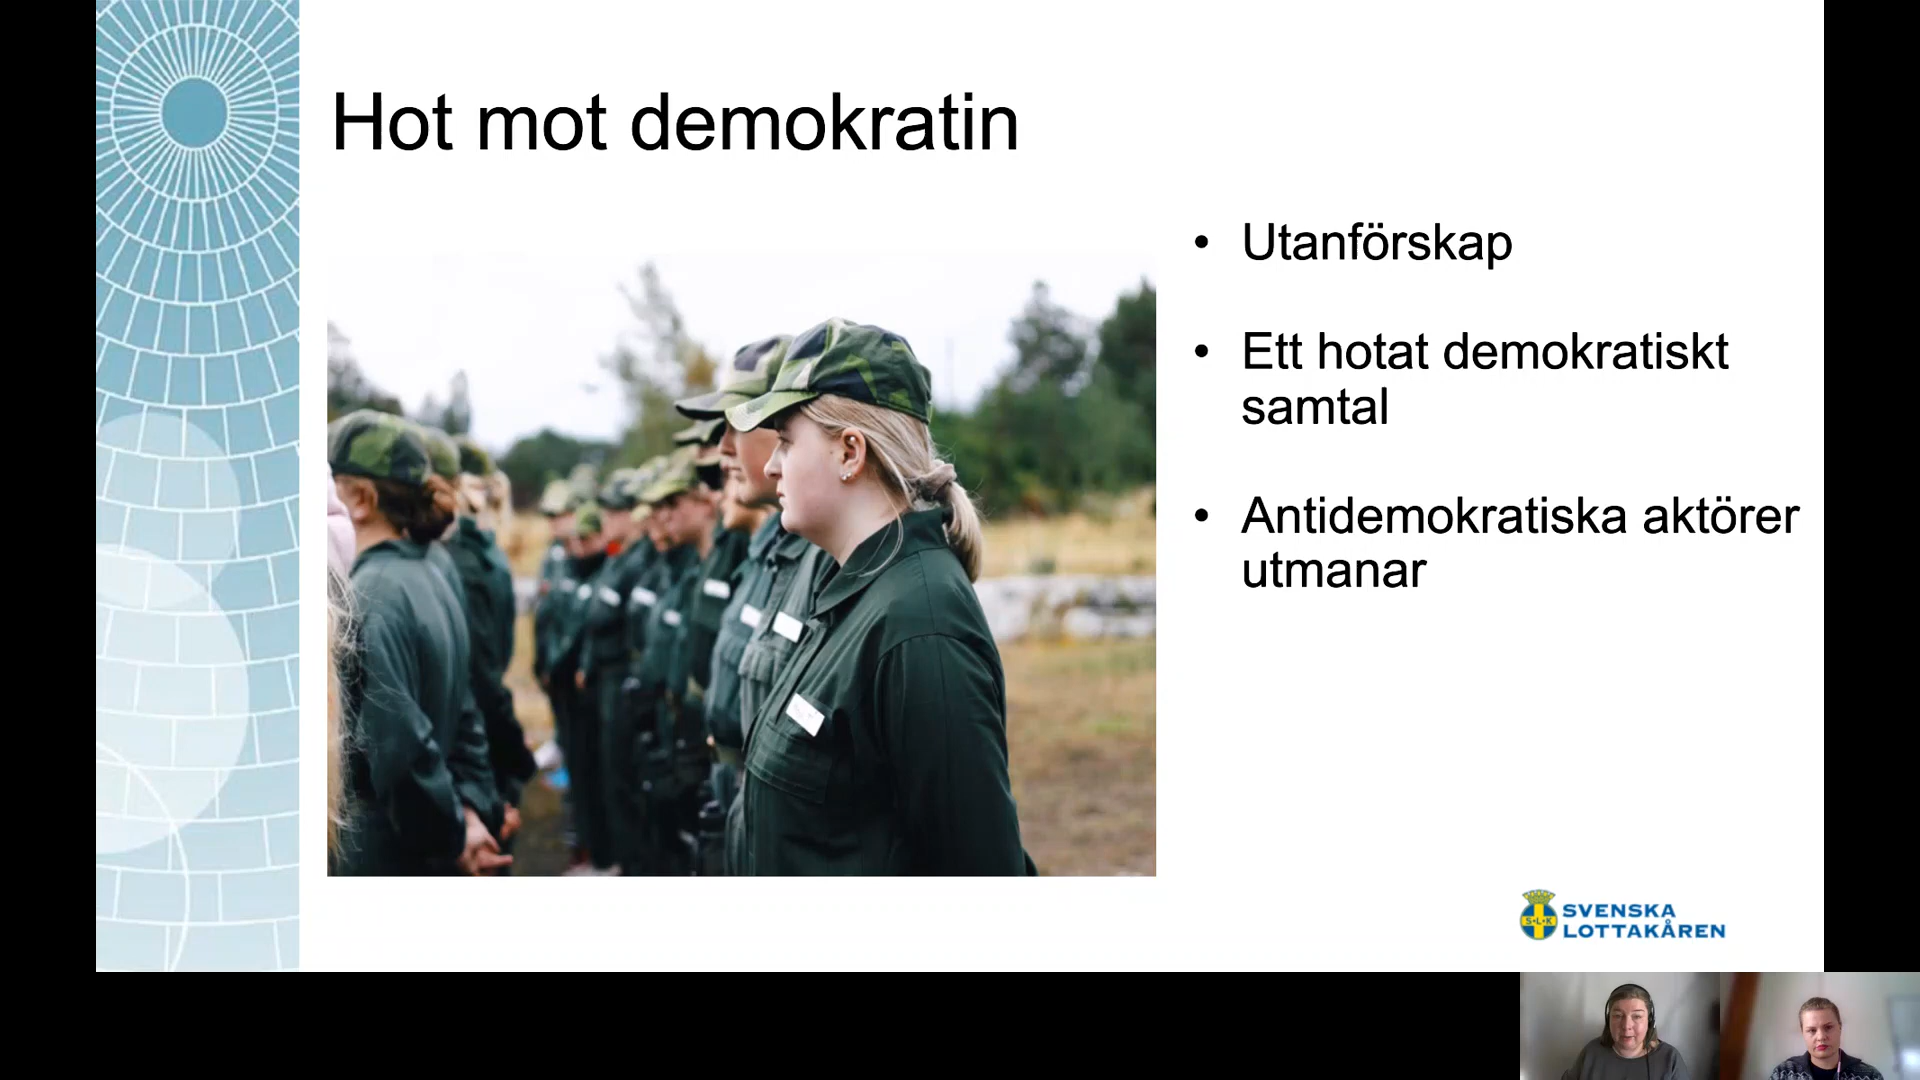 Hot mot demokratin
• Utanförskap
• Ett hotat demokratiskt
samtal
• Antidemokratiska aktörer
utmanar
S·L·K
SVENSKA
LOTTAKÅREN